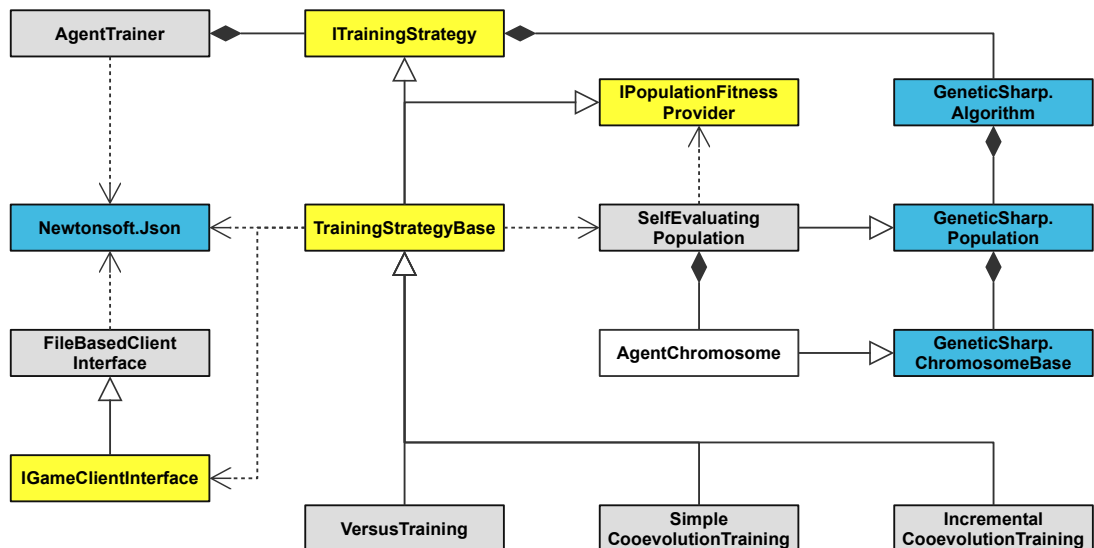 AgentTrainer
ITrainingStrategy
IPopulationFitness
Provider
GeneticSharp.
Algorithm
Newtonsoft.Json
TrainingStrategyBase
SelfEvaluating
Population
GeneticSharp.
Population
FileBasedClient
Interface
AgentChromosome
GeneticSharp.
ChromosomeBase
IGameClientInterface
VersusTraining
Simple
CooevolutionTraining
Incremental
CooevolutionTraining